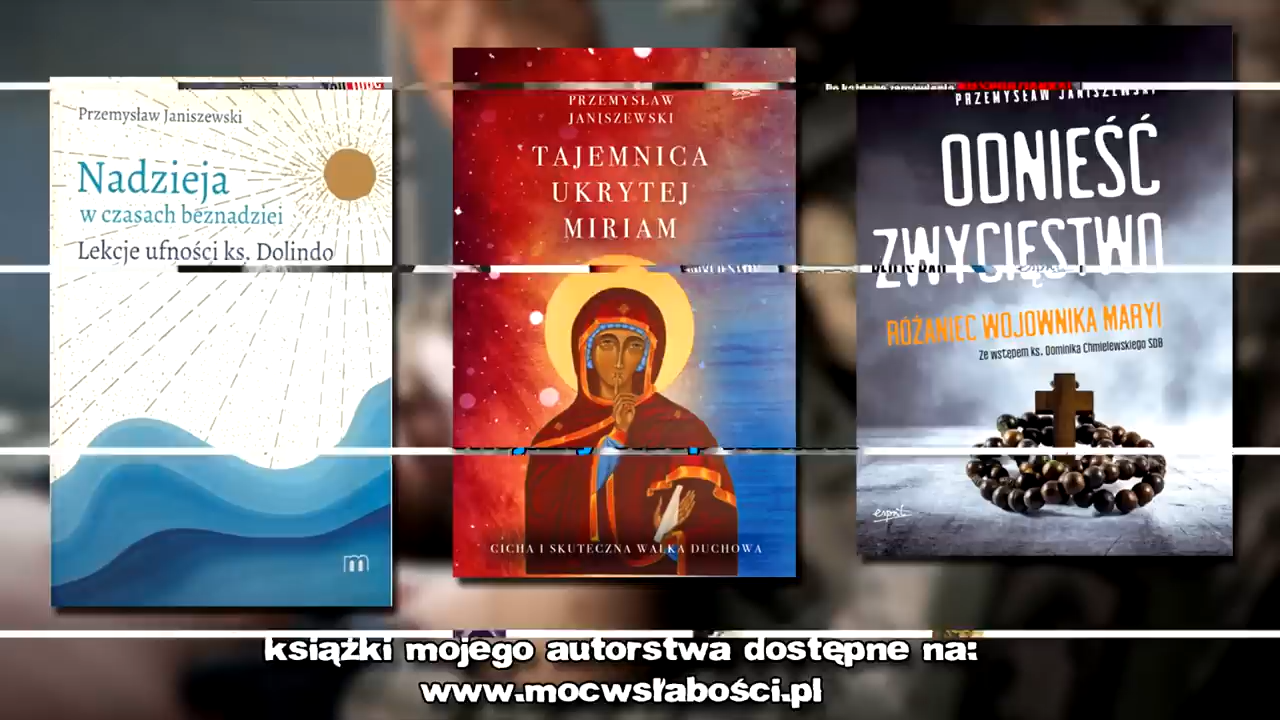 Przemysław Janiszewski
Nadzieja
w czasach beznadziei
Lekcje ufności ks. Dolindo
m
PRZEMYSŁAW
JANISZEWSKI
TAJEMNICA
UKRYTEJ
MIRIAM
CICHA I SKUTECZNA WALKA DUCHOWA
PRZEMYSŁAW JANISZEWSKI
ODNIEŚĆ
ZWYCIĘSTWO
RÓŻANIEC WOJOWNIKA MARYI
Ze wstępem ks. Dominika Chmielewskiego SDB
esprit
książki mojego autorstwa dostępne na:
www.mocwsłabości.pl